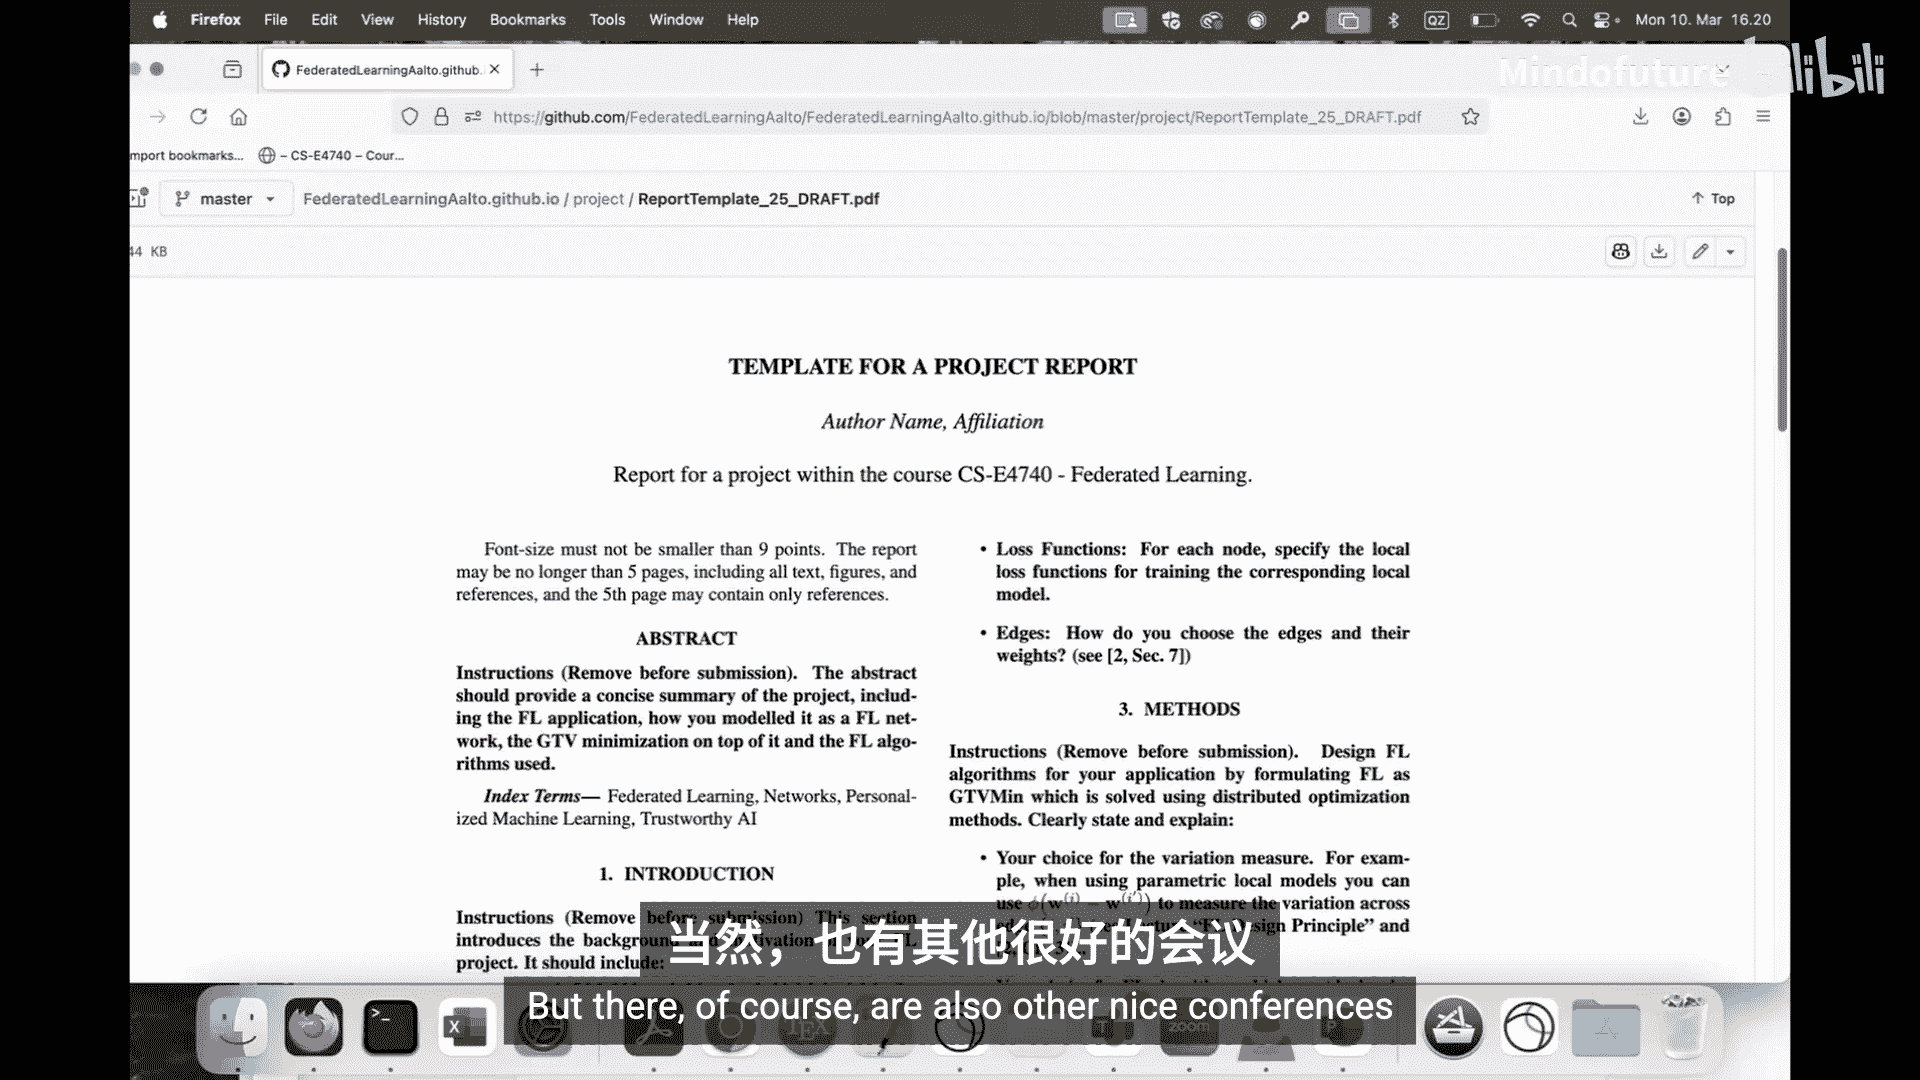 Firefox File Edit View History Bookmarks Tools Window Help QZ Mon 10. Mar 16.20
FederatedLearningAalto.github.
Mindofuture bilibili
https://github.com/FederatedLearningAalto/FederatedLearningAalto.github.io/blob/master/project/ReportTemplate_25_DRAFT.pdf
mport bookmarks... – CS-E4740 – Cour...
master FederatedLearningAalto.github.io / project / ReportTemplate_25_DRAFT.pdf Top
44 KB
TEMPLATE FOR A PROJECT REPORT
Author Name, Affiliation
Report for a project within the course CS-E4740 - Federated Learning.
Font-size must not be smaller than 9 points. The report
may be no longer than 5 pages, including all text, figures, and
references, and the 5th page may contain only references.
ABSTRACT
Instructions (Remove before submission). The abstract
should provide a concise summary of the project, includ-
ing the FL application, how you modelled it as a FL net-
work, the GTV minimization on top of it and the FL algo-
rithms used.
Index Terms— Federated Learning, Networks, Personal-
ized Machine Learning, Trustworthy AI
1. INTRODUCTION
Instructions (Remove before submission) This section
introduces the background
project. It should include:
• Loss Functions: For each node, specify the local
loss functions for training the corresponding local
model.
• Edges: How do you choose the edges and their
weights? (see [2, Sec. 7])
3. METHODS
Instructions (Remove before submission). Design FL
algorithms for your application by formulating FL as
GTVMin which is solved using distributed optimization
methods. Clearly state and explain:
• Your choice for the variation measure. For exam-
ple, when using parametric local models you can
use ϕ(w(i) − w(i′)) to measure the variation across
Design Principle” and
当然，也有其他很好的会议
But there, of course, are also other nice conferences
zoom